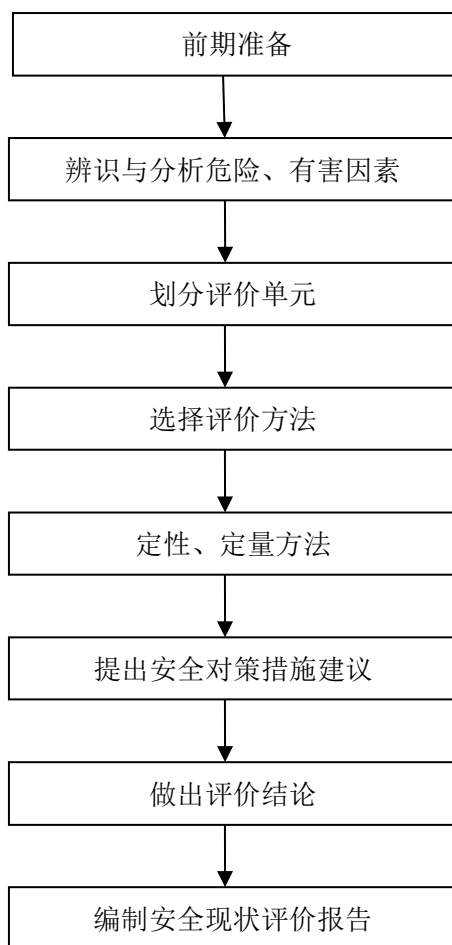 前期准备
辨识与分析危险、有害因素
划分评价单元
选择评价方法
定性、定量方法
提出安全对策措施建议
做出评价结论
编制安全现状评价报告